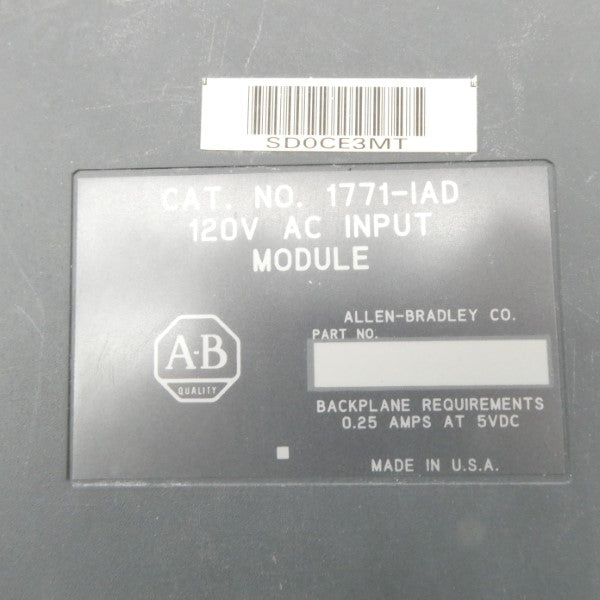 SD0CE3MT
CAT. NO. 1771-IAD
120V AC INPUT
MODULE
ALLEN-BRADLEY CO.
PART NO.
A-B
QUALITY
BACKPLANE REQUIREMENTS
0.25 AMPS AT 5VDC
MADE IN U.S.A.